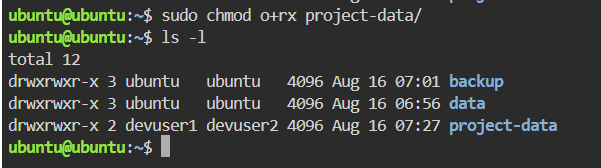 ubuntu@ubuntu:~$ sudo chmod o+rx project-data/
ubuntu@ubuntu:~$ ls -l
total 12
drwxrwxr-x 3 ubuntu   ubuntu   4096 Aug 16 07:01 backup
drwxrwxr-x 3 ubuntu   ubuntu   4096 Aug 16 06:56 data
drwxrwxr-x 2 devuser1 devuser2 4096 Aug 16 07:27 project-data
ubuntu@ubuntu:~$